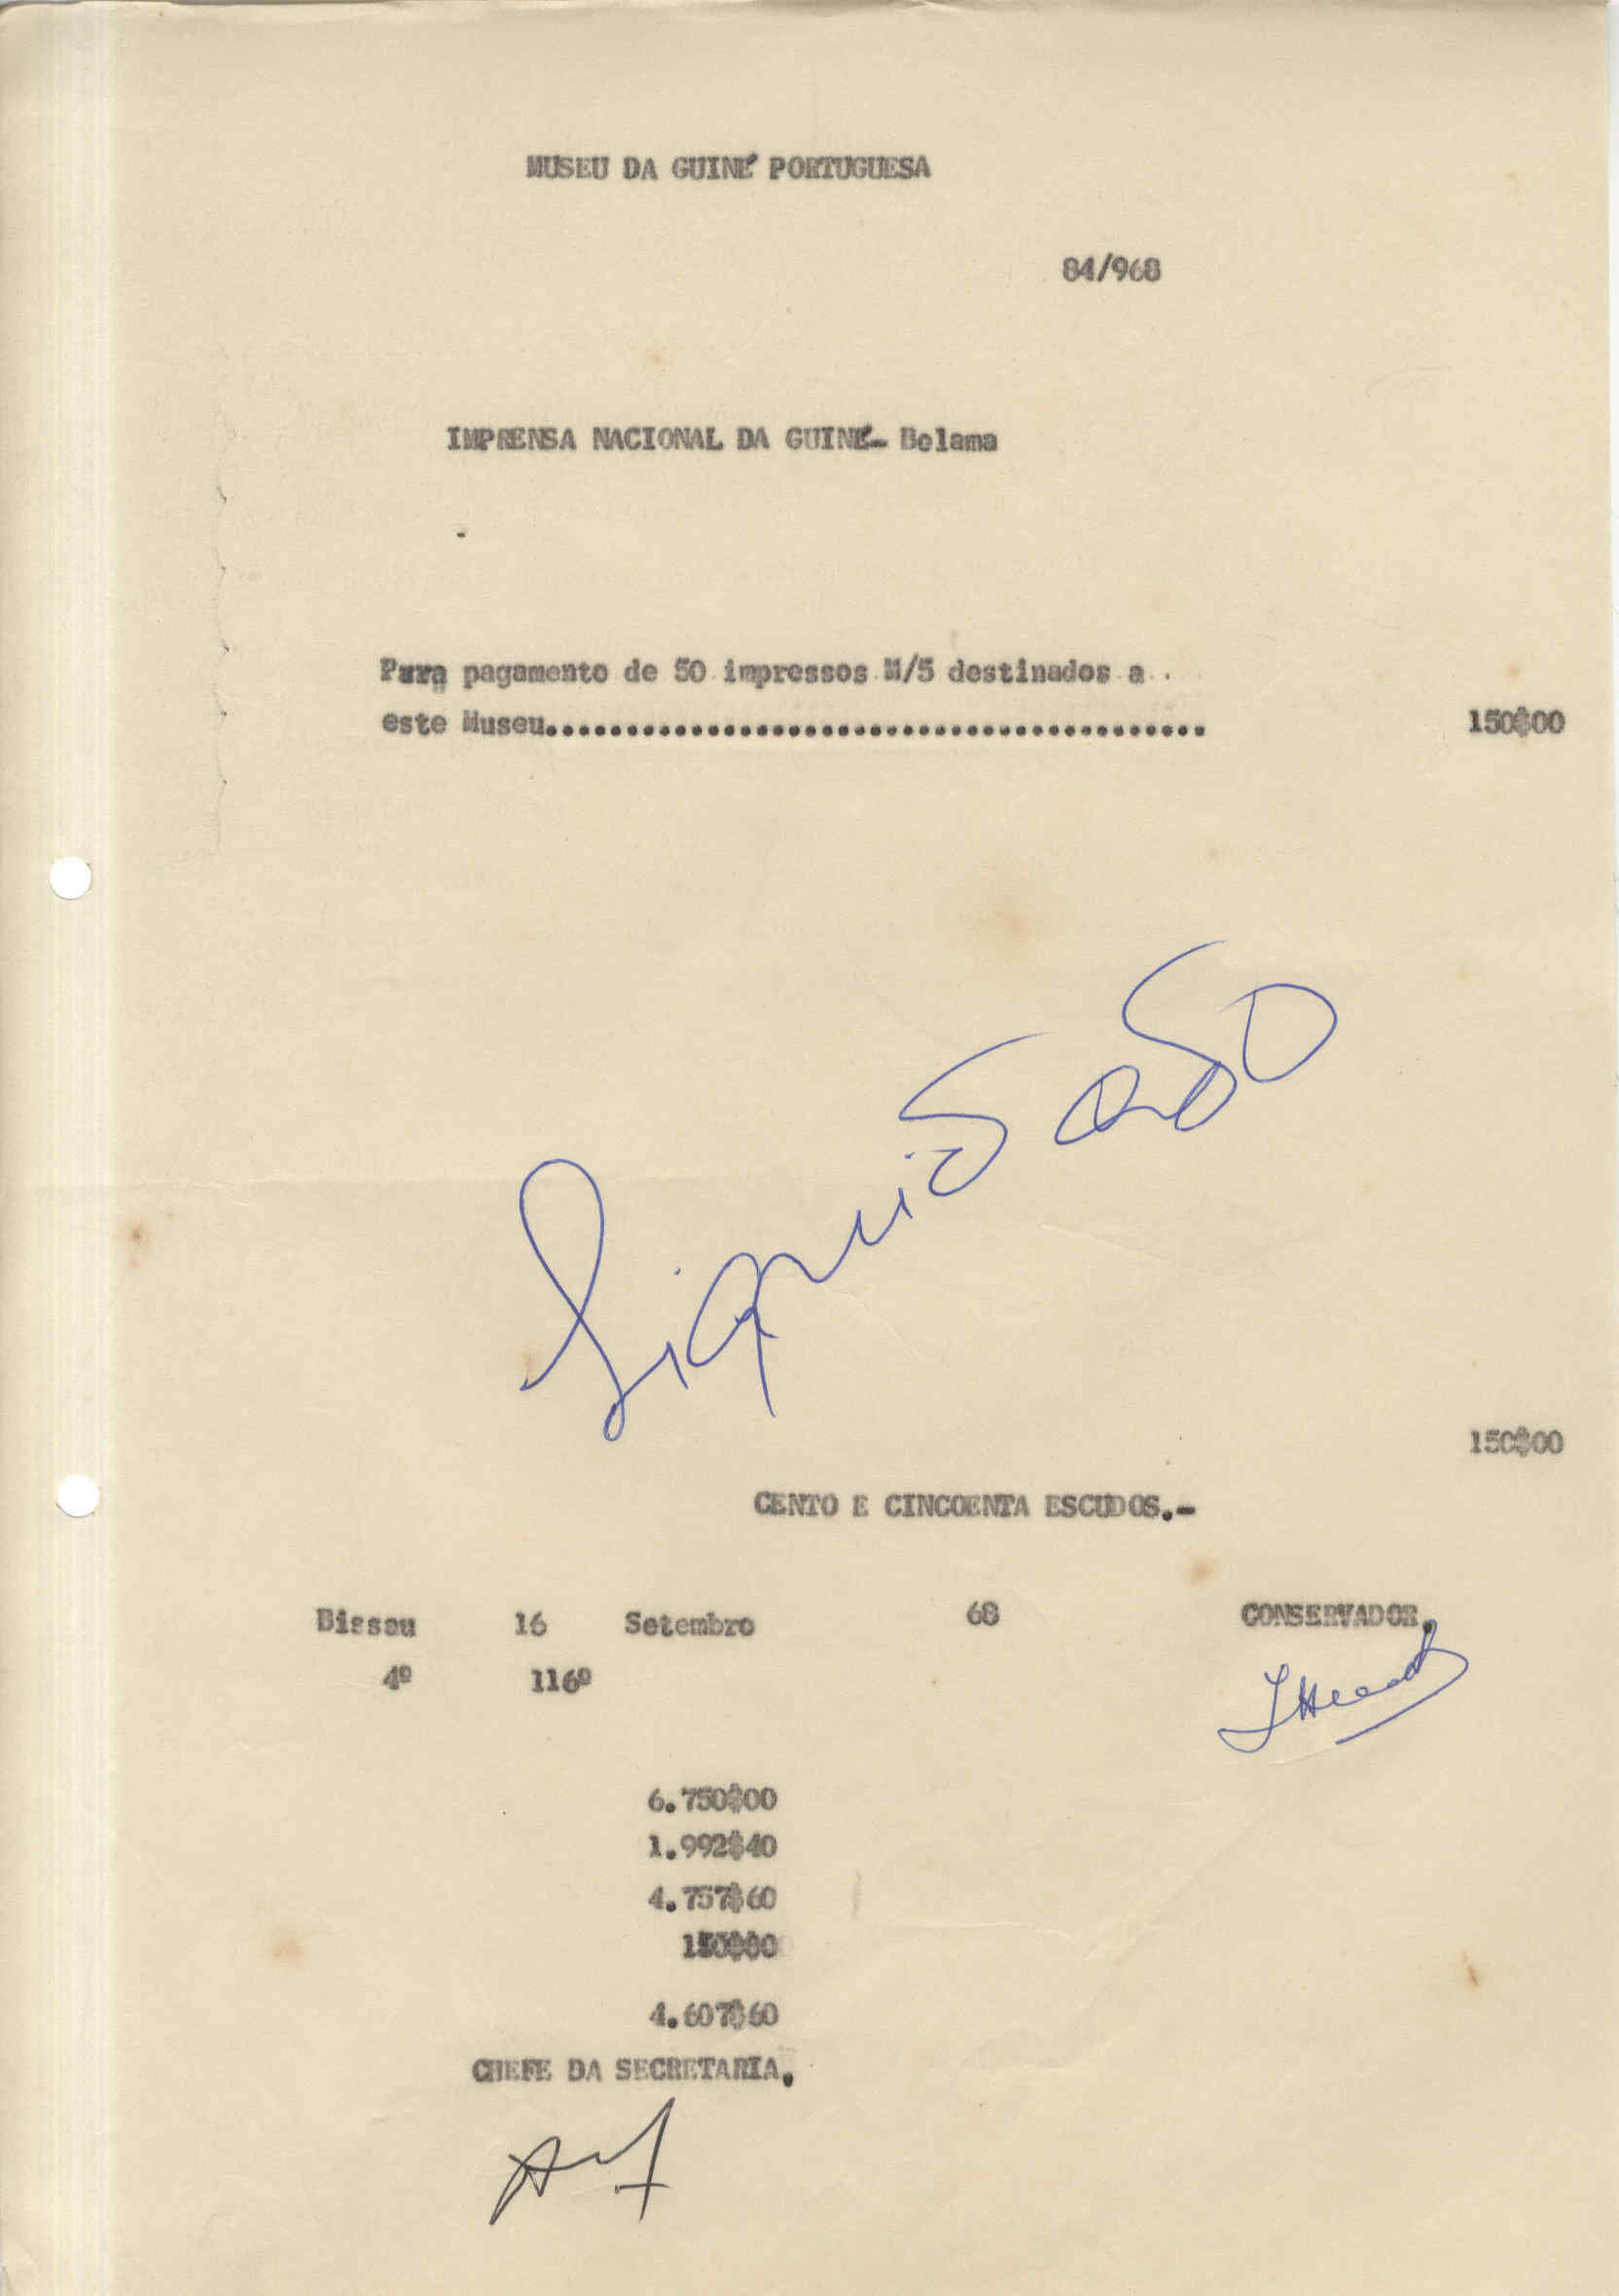 MUSEU DA GUINÉ PORTUGUESA
84/968
IMPRENSA NACIONAL DA GUINÉ- Bolama
Para pagamento de 50 impressos M/5 destinados a
este Museu......................................... 150$00
Liquidado
150$00
CENTO E CINCOENTA ESCUDOS.-
Bissau 16 Setembro 68 CONSERVADOR,
4º 116º
6.750$00
1.992$40
4.757$60
150$00
4.607$60
CHEFE DA SECRETARIA,